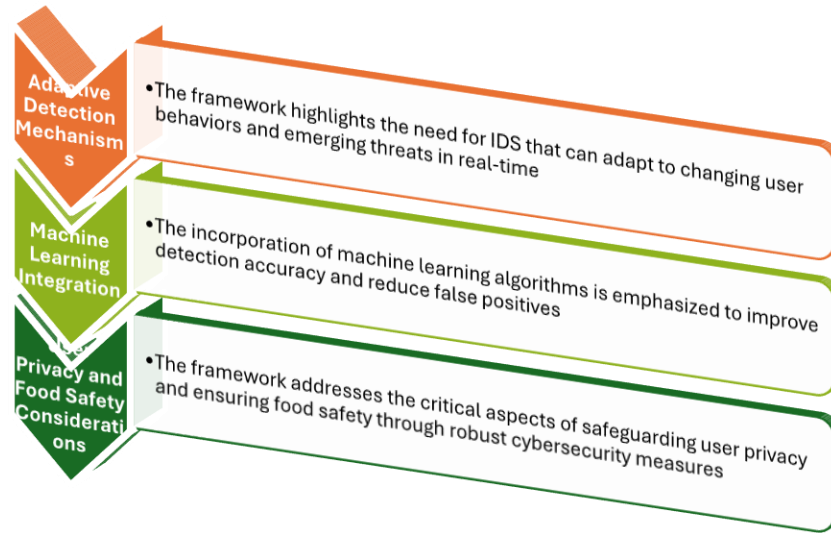 Adaptive
Detection
Mechanism
s
•The framework highlights the need for IDS that can adapt to changing user
behaviors and emerging threats in real-time
Machine
Learning
Integration
•The incorporation of machine learning algorithms is emphasized to improve
detection accuracy and reduce false positives
Privacy and
Food Safety
Considerati
ons
•The framework addresses the critical aspects of safeguarding user privacy
and ensuring food safety through robust cybersecurity measures